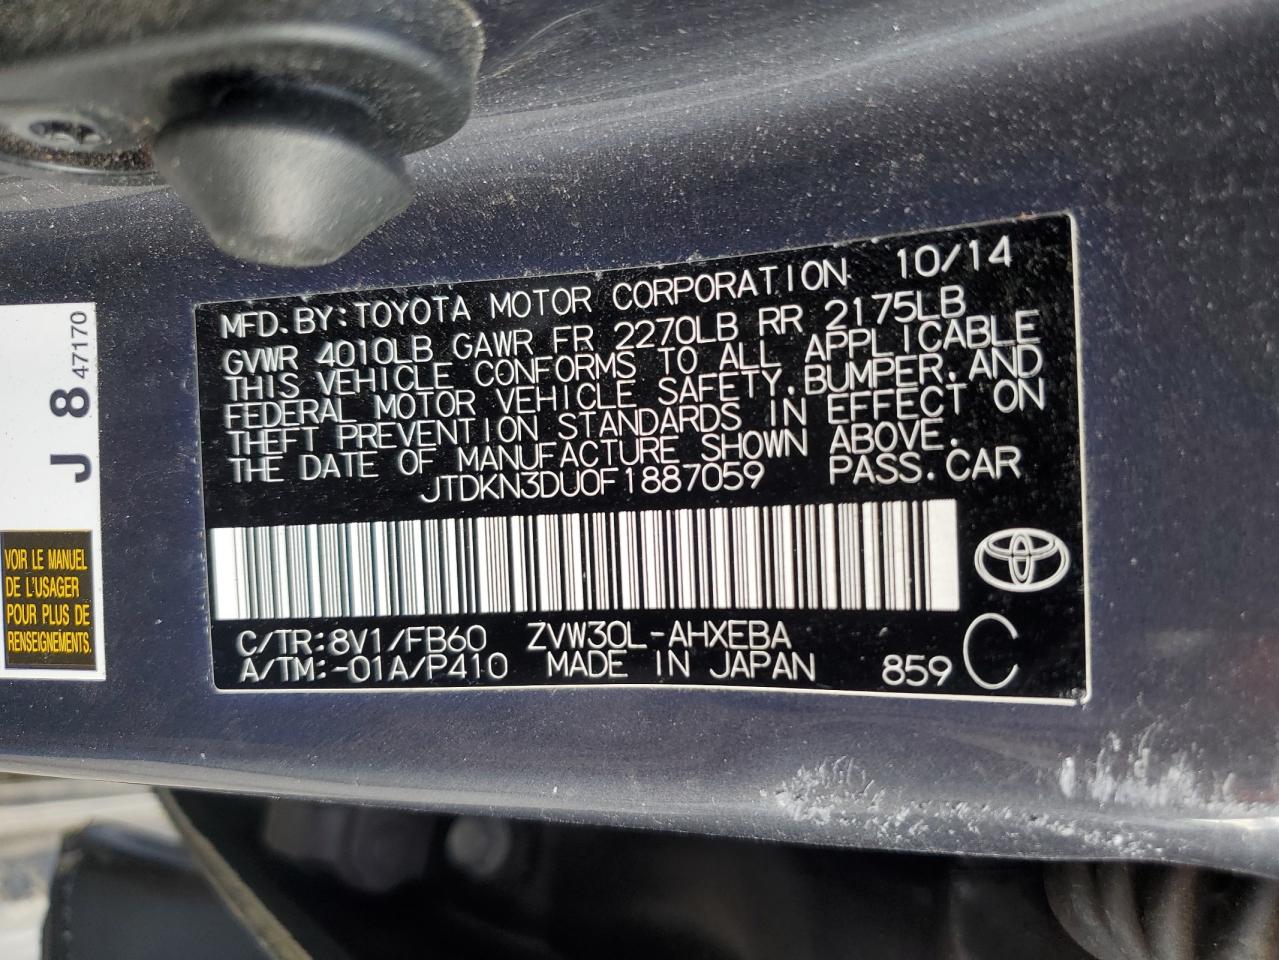 MFD. BY: TOYOTA MOTOR CORPORATION 10/14
GVWR 4010LB GAWR FR 2270LB RR 2175LB
THIS VEHICLE CONFORMS TO ALL APPLICABLE
FEDERAL MOTOR VEHICLE SAFETY, BUMPER, AND
THEFT PREVENTION STANDARDS IN EFFECT ON
THE DATE OF MANUFACTURE SHOWN ABOVE.
JTDKN3DU0F1887059 PASS. CAR
C/TR: 8V1/FB60 ZVW30L-AHXEBA
A/TM: -01A/P410 MADE IN JAPAN 859 C
J 8 47170
VOIR LE MANUEL
DE L'USAGER
POUR PLUS DE
RENSEIGNEMENTS.